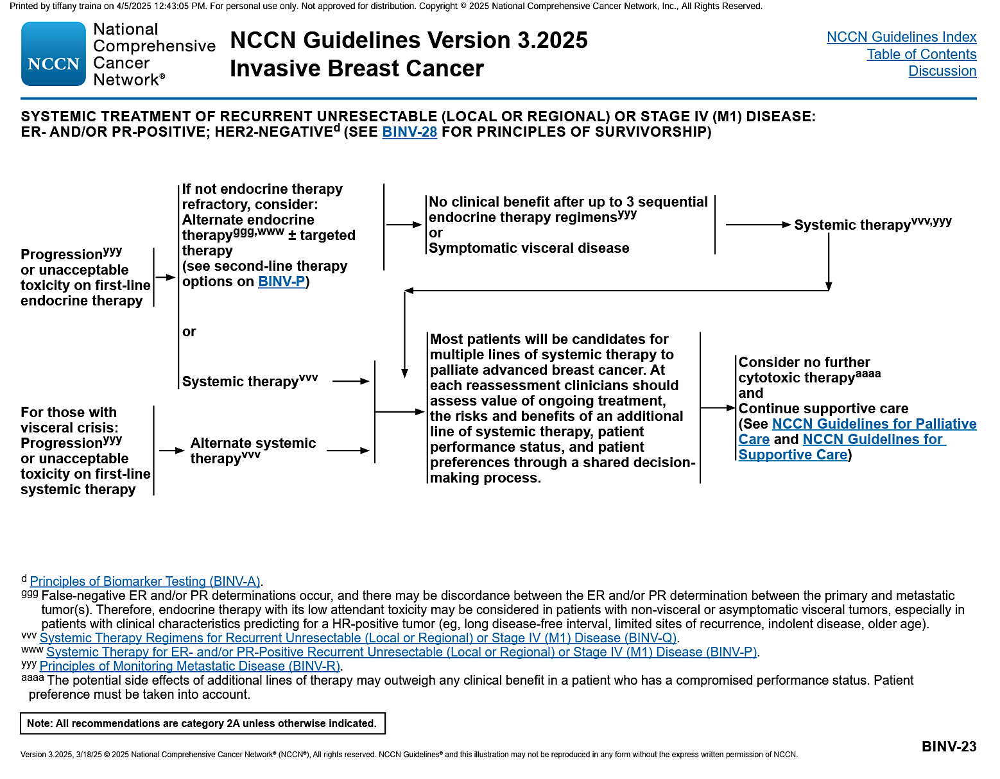 Printed by tiffany traina on 4/5/2025 12:43:05 PM. For personal use only. Not approved for distribution. Copyright © 2025 National Comprehensive Cancer Network, Inc., All Rights Reserved.
NCCN
National
Comprehensive
Cancer
Network®
NCCN Guidelines Version 3.2025
Invasive Breast Cancer
NCCN Guidelines Index
Table of Contents
Discussion
SYSTEMIC TREATMENT OF RECURRENT UNRESECTABLE (LOCAL OR REGIONAL) OR STAGE IV (M1) DISEASE:
ER- AND/OR PR-POSITIVE; HER2-NEGATIVEd (SEE BINV-28 FOR PRINCIPLES OF SURVIVORSHIP)
Progressionyyy
or unacceptable
toxicity on first-line
endocrine therapy
If not endocrine therapy
refractory, consider:
Alternate endocrine
therapyggg,www ± targeted
therapy
(see second-line therapy
options on BINV-P)
or
Systemic therapyvvv
No clinical benefit after up to 3 sequential
endocrine therapy regimensyyy
or
Symptomatic visceral disease
Systemic therapyvvv,yyy
For those with
visceral crisis:
Progressionyyy
or unacceptable
toxicity on first-line
systemic therapy
Alternate systemic
therapyvvv
Most patients will be candidates for
multiple lines of systemic therapy to
palliate advanced breast cancer. At
each reassessment clinicians should
assess value of ongoing treatment,
the risks and benefits of an additional
line of systemic therapy, patient
performance status, and patient
preferences through a shared decision-
making process.
Consider no further
cytotoxic therapyaaaa
and
Continue supportive care
(See NCCN Guidelines for Palliative
Care and NCCN Guidelines for
Supportive Care)
d Principles of Biomarker Testing (BINV-A).
ggg False-negative ER and/or PR determinations occur, and there may be discordance between the ER and/or PR determination between the primary and metastatic
tumor(s). Therefore, endocrine therapy with its low attendant toxicity may be considered in patients with non-visceral or asymptomatic visceral tumors, especially in
patients with clinical characteristics predicting for a HR-positive tumor (eg, long disease-free interval, limited sites of recurrence, indolent disease, older age).
vvv Systemic Therapy Regimens for Recurrent Unresectable (Local or Regional) or Stage IV (M1) Disease (BINV-Q).
www Systemic Therapy for ER- and/or PR-Positive Recurrent Unresectable (Local or Regional) or Stage IV (M1) Disease (BINV-P).
yyy Principles of Monitoring Metastatic Disease (BINV-R).
aaaa The potential side effects of additional lines of therapy may outweigh any clinical benefit in a patient who has a compromised performance status. Patient
preference must be taken into account.
Note: All recommendations are category 2A unless otherwise indicated.
BINV-23
Version 3.2025, 3/18/25 © 2025 National Comprehensive Cancer Network® (NCCN®), All rights reserved. NCCN Guidelines® and this illustration may not be reproduced in any form without the express written permission of NCCN.